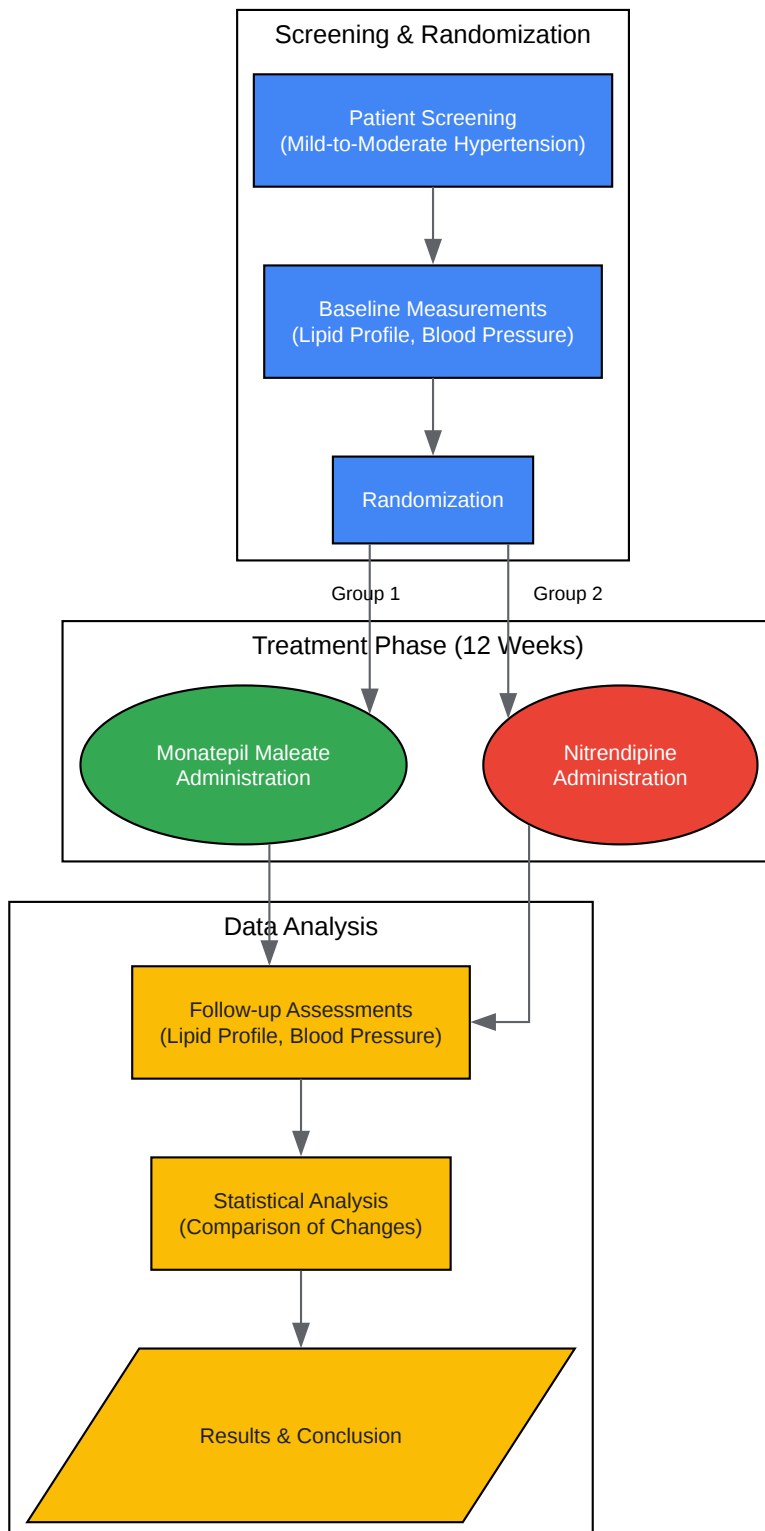 Screening & Randomization
Patient Screening
(Mild-to-Moderate Hypertension)
Baseline Measurements
(Lipid Profile, Blood Pressure)
Randomization
Group 1
Group 2
Treatment Phase (12 Weeks)
Monatepil Maleate
Administration
Nitrendipine
Administration
Data Analysis
Follow-up Assessments
(Lipid Profile, Blood Pressure)
Statistical Analysis
(Comparison of Changes)
Results & Conclusion